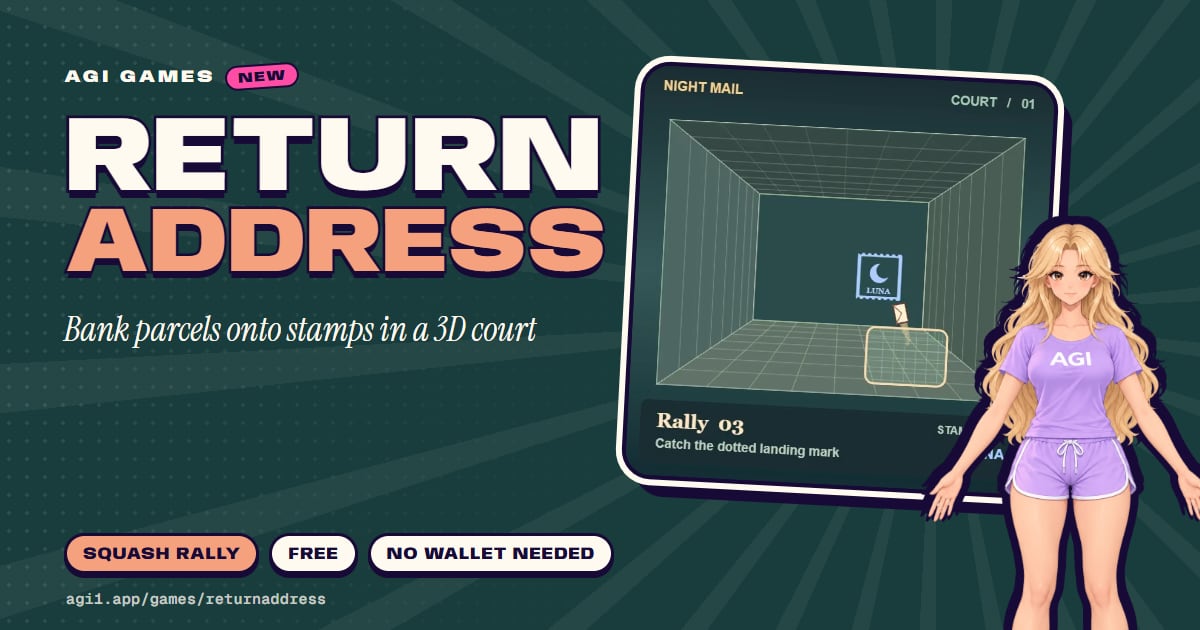 AGI GAMES NEW
RETURN
ADDRESS
Bank parcels onto stamps in a 3D court
SQUASH RALLY FREE NO WALLET NEEDED
agi1.app/games/returnaddress
NIGHT MAIL COURT / 01
LUNA
Rally 03
Catch the dotted landing mark
AGI